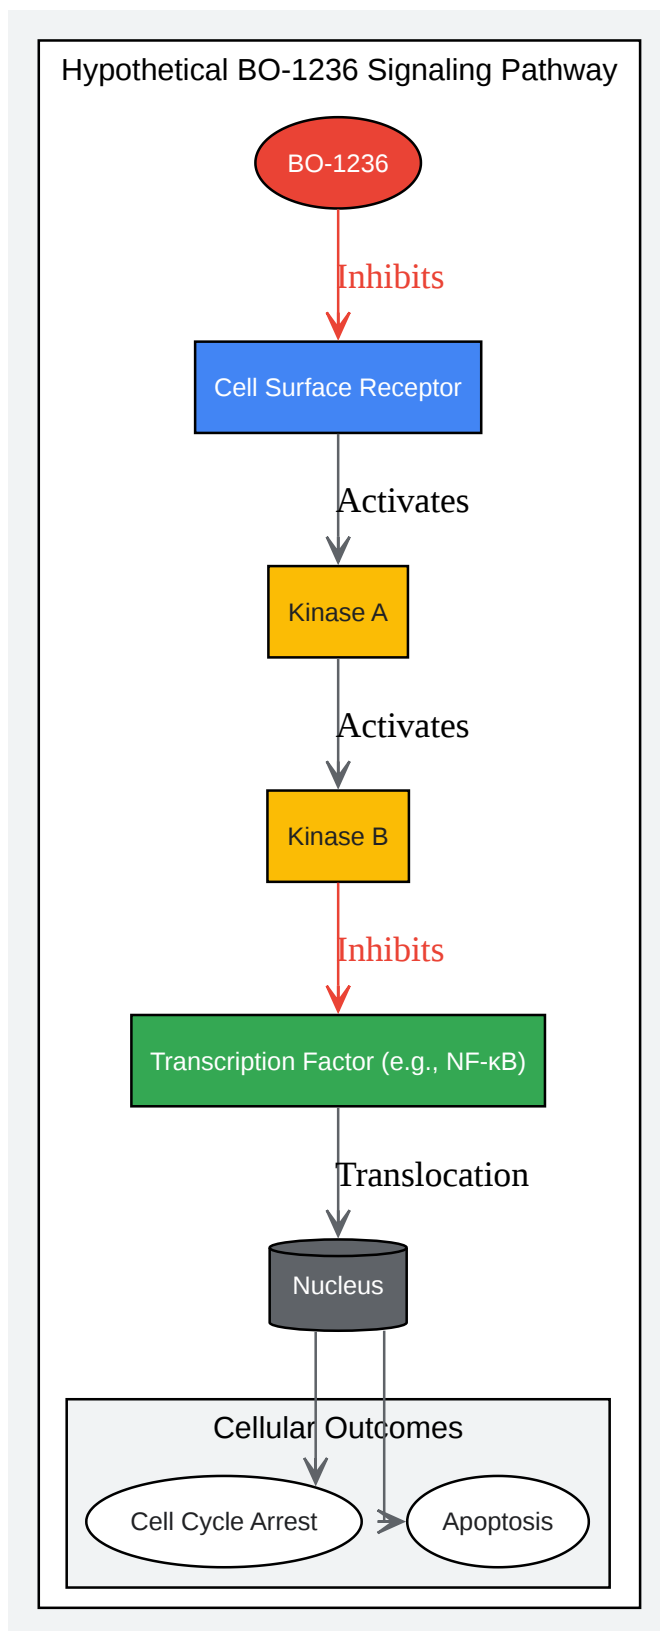 Hypothetical BO-1236 Signaling Pathway
BO-1236
Inhibits
Cell Surface Receptor
Activates
Kinase A
Activates
Kinase B
Inhibits
Transcription Factor (e.g., NF-κB)
Translocation
Nucleus
Cellular Outcomes
Cell Cycle Arrest
Apoptosis